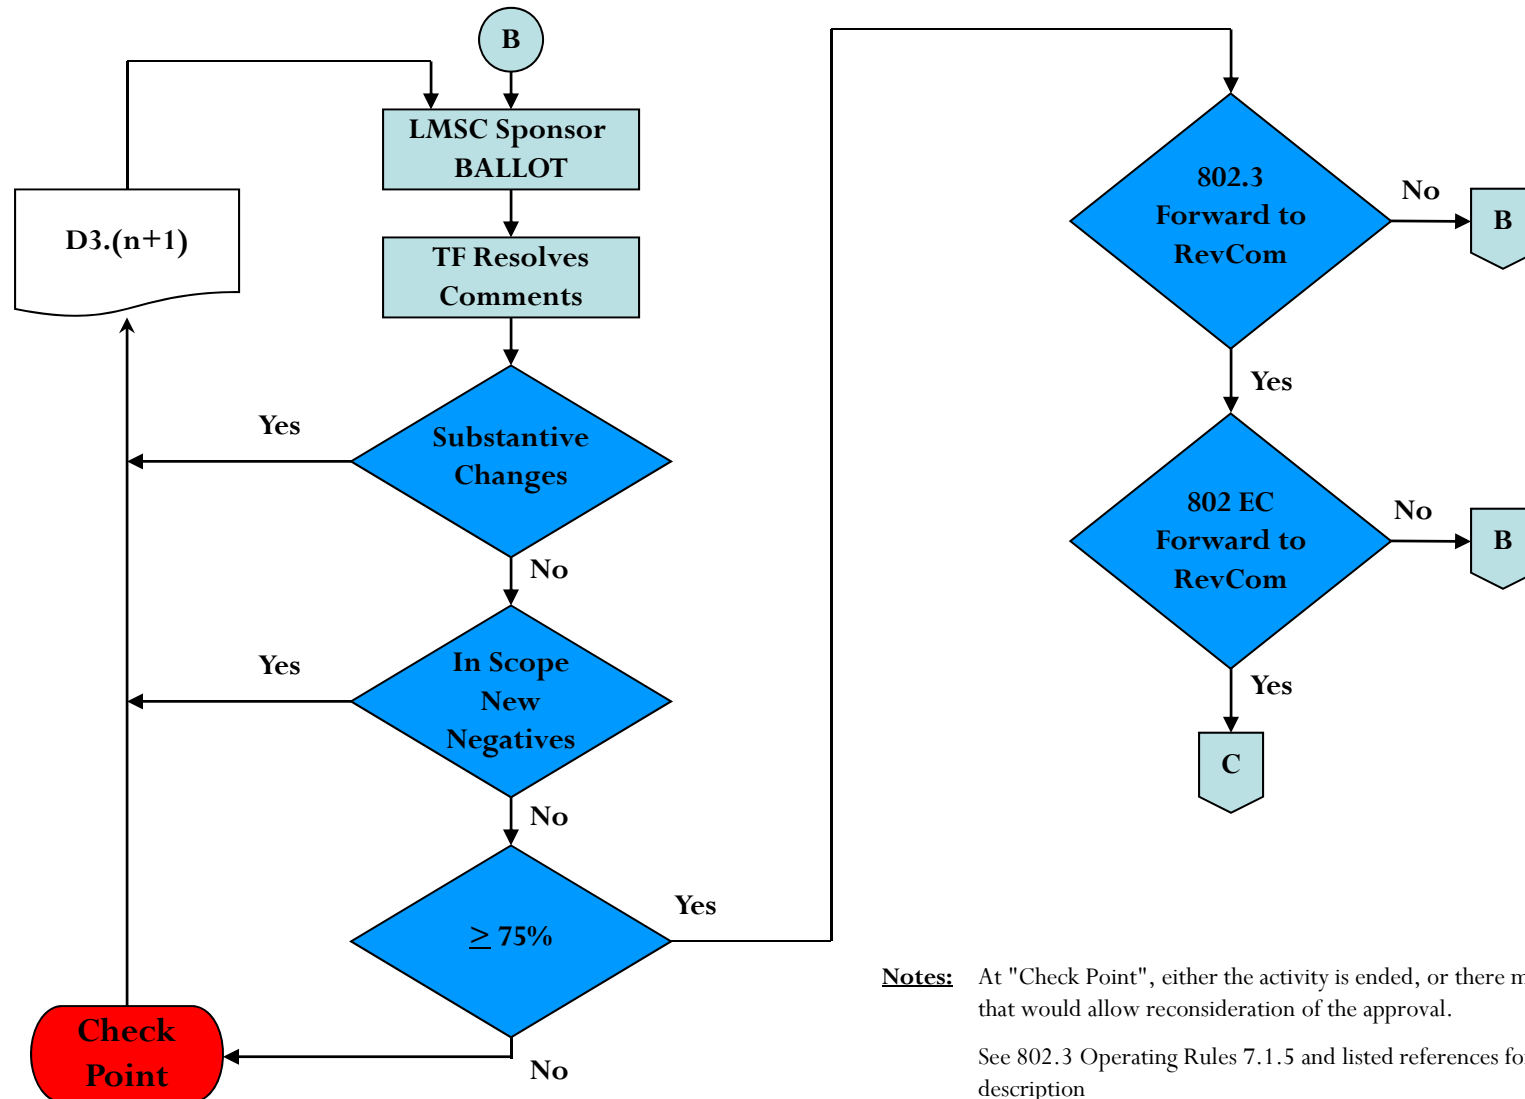 B
LMSC Sponsor
BALLOT
D3.(n+1)
TF Resolves
Comments
Yes
Substantive
Changes
No
Yes
In Scope
New
Negatives
No
≥ 75%
Yes
No
Check
Point
802.3
Forward to
RevCom
No
B
Yes
802 EC
Forward to
RevCom
No
B
Yes
C
Notes: At "Check Point", either the activity is ended, or there
that would allow reconsideration of the approval.
See 802.3 Operating Rules 7.1.5 and listed references
description